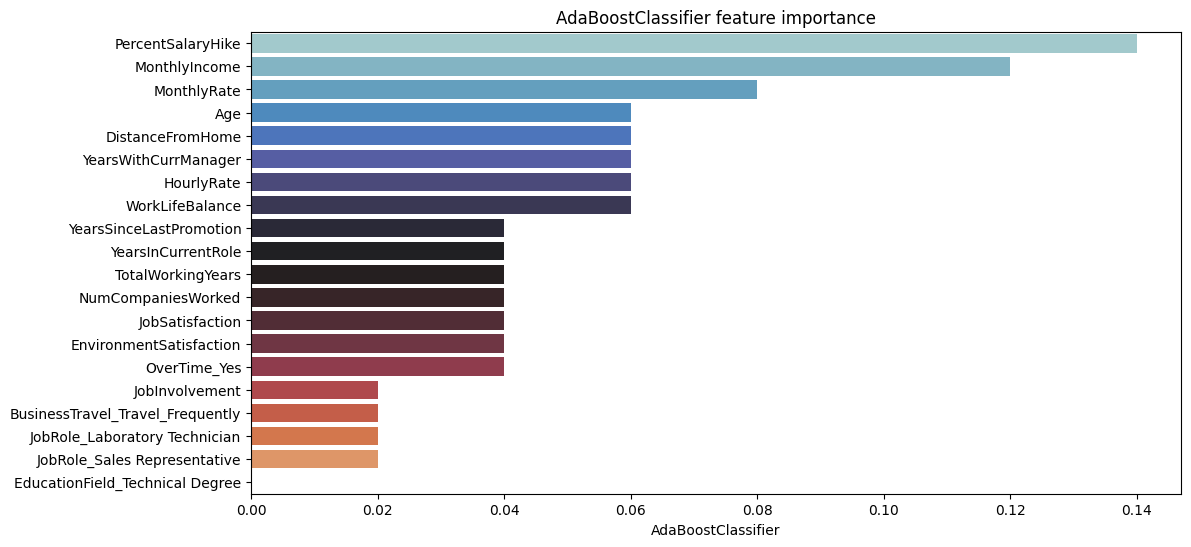 AdaBoostClassifier feature importance
PercentSalaryHike
MonthlyIncome
MonthlyRate
Age
DistanceFromHome
YearsWithCurrManager
HourlyRate
WorkLifeBalance
YearsSinceLastPromotion
YearsInCurrentRole
TotalWorkingYears
NumCompaniesWorked
JobSatisfaction
EnvironmentSatisfaction
OverTime_Yes
JobInvolvement
BusinessTravel_Travel_Frequently
JobRole_Laboratory Technician
JobRole_Sales Representative
EducationField_Technical Degree
0.00 0.02 0.04 0.06 0.08 0.10 0.12 0.14
AdaBoostClassifier